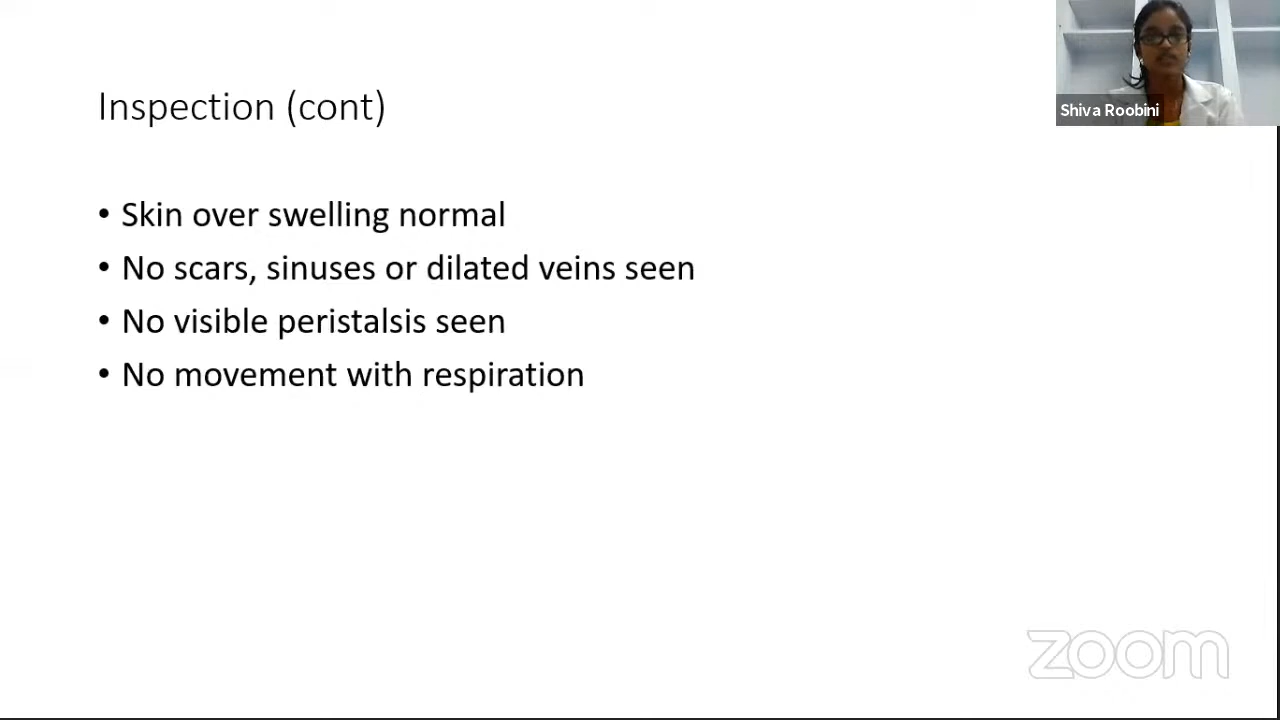 Inspection (cont)
Shiva Roobini
• Skin over swelling normal
• No scars, sinuses or dilated veins seen
• No visible peristalsis seen
• No movement with respiration
zoom